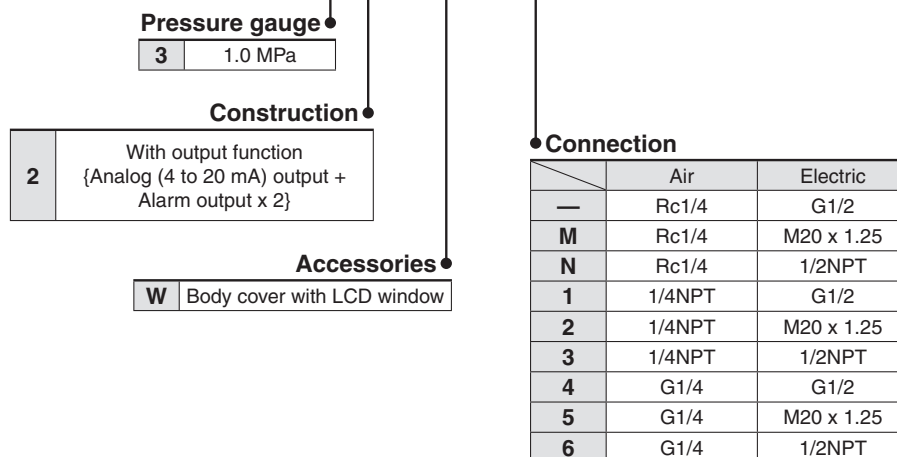 Pressure gauge
3 1.0 MPa
Construction
2 With output function
{Analog (4 to 20 mA) output +
Alarm output x 2}
Accessories
W Body cover with LCD window
Connection
Air Electric
— Rc1/4 G1/2
M Rc1/4 M20 x 1.25
N Rc1/4 1/2NPT
1 1/4NPT G1/2
2 1/4NPT M20 x 1.25
3 1/4NPT 1/2NPT
4 G1/4 G1/2
5 G1/4 M20 x 1.25
6 G1/4 1/2NPT